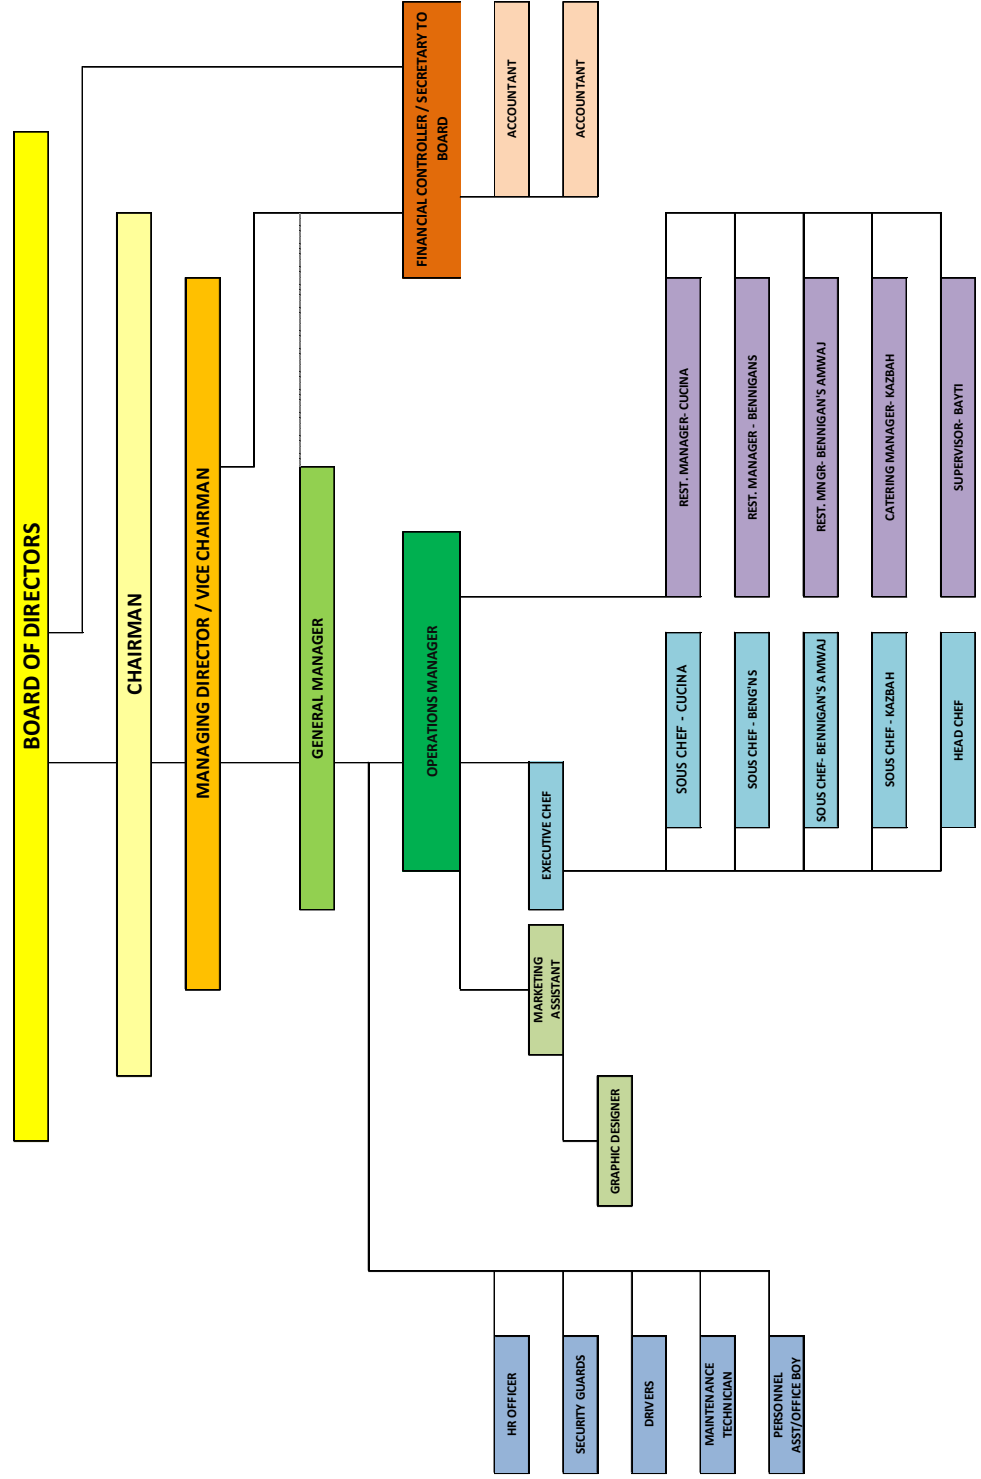 BOARD OF DIRECTORS
CHAIRMAN
MANAGING DIRECTOR / VICE CHAIRMAN
GENERAL MANAGER
OPERATIONS MANAGER
FINANCIAL CONTROLLER / SECRETARY TO
BOARD
ACCOUNTANT
ACCOUNTANT
HR OFFICER
SECURITY GUARDS
DRIVERS
MAINTENANCE
TECHNICIAN
PERSONNEL
ASST/OFFICE BOY
MARKETING
ASSISTANT
GRAPHIC DESIGNER
EXECUTIVE CHEF
SOUS CHEF - CUCINA
SOUS CHEF - BENG'NS
SOUS CHEF- BENNIGAN'S AMWAJ
SOUS CHEF - KAZBAH
HEAD CHEF
REST. MANAGER- CUCINA
REST. MANAGER - BENNIGANS
REST. MNGR- BENNIGAN'S AMWAJ
CATERING MANAGER- KAZBAH
SUPERVISOR- BAYTI